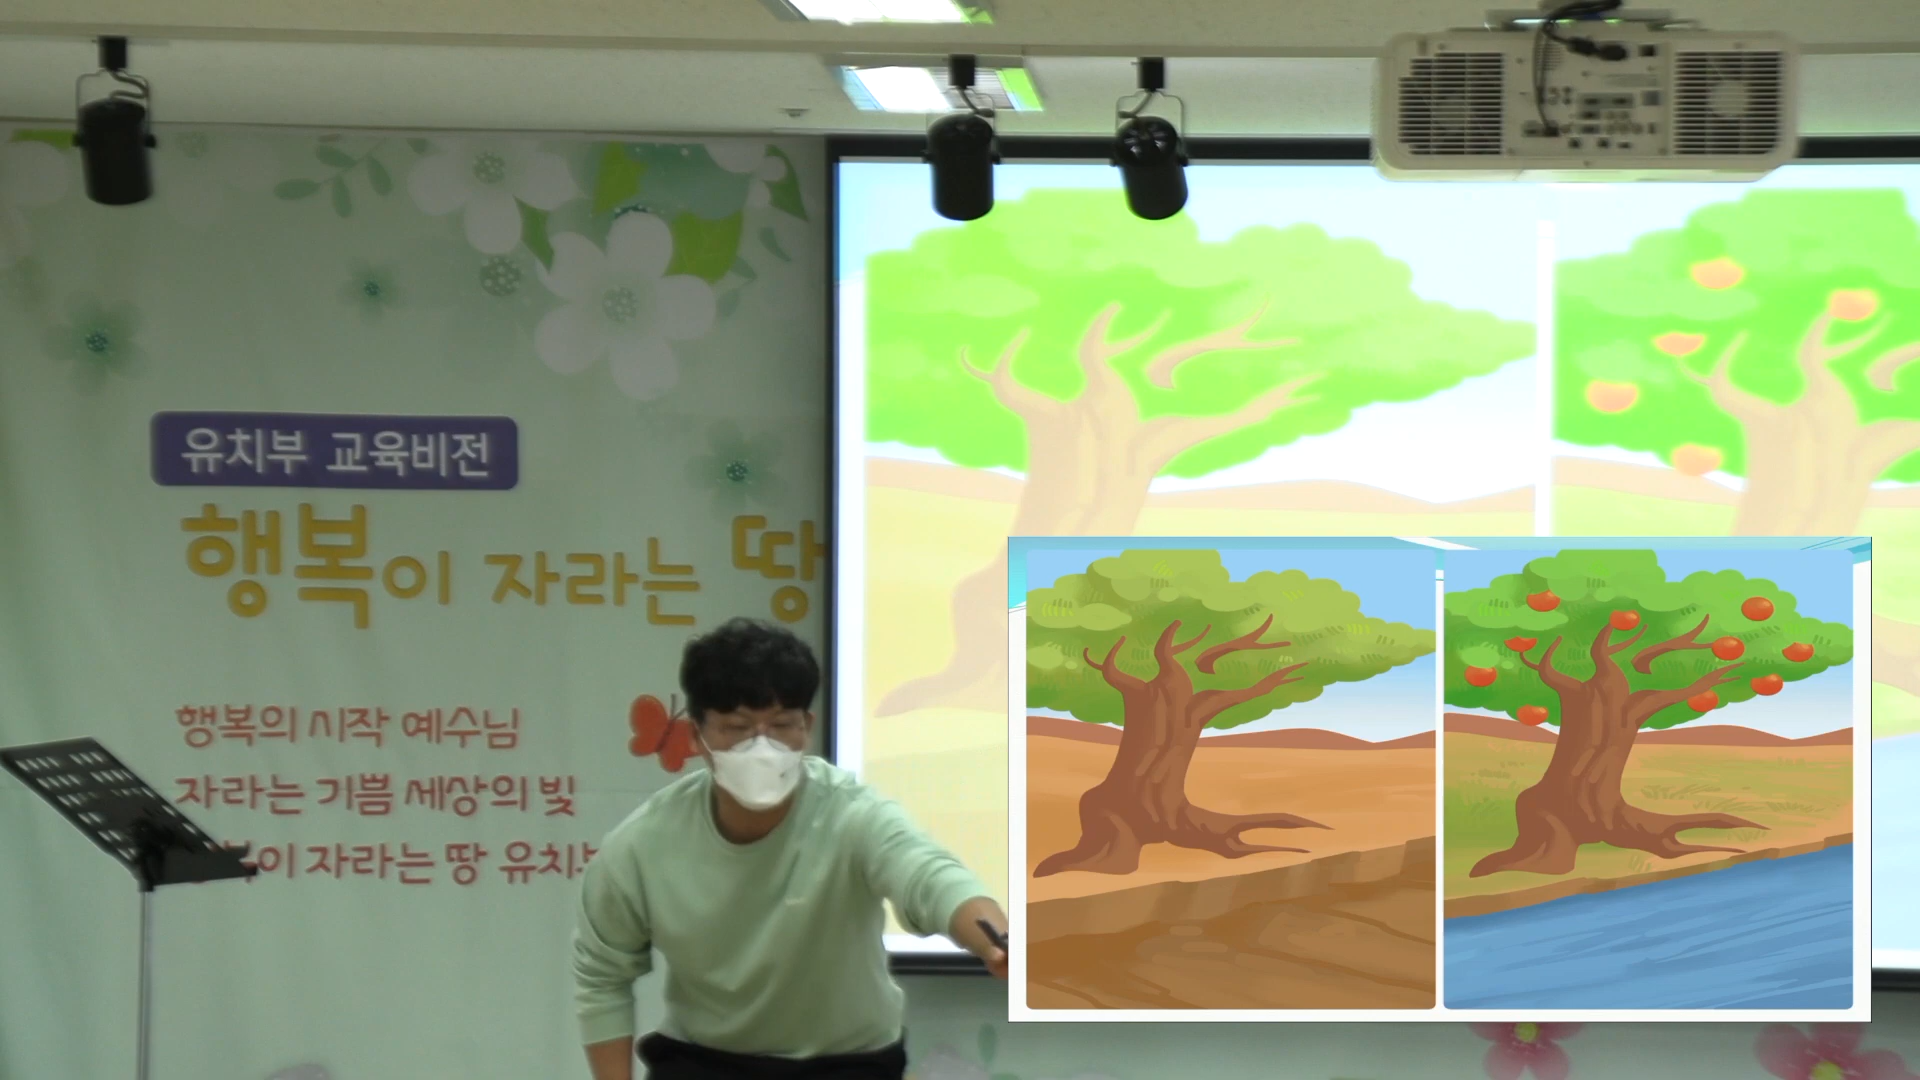 유치부 교육비전
행복이 자라는 땅
행복의 시작 예수님
자라는 기쁨 세상의 빛
이 자라는 땅 유치